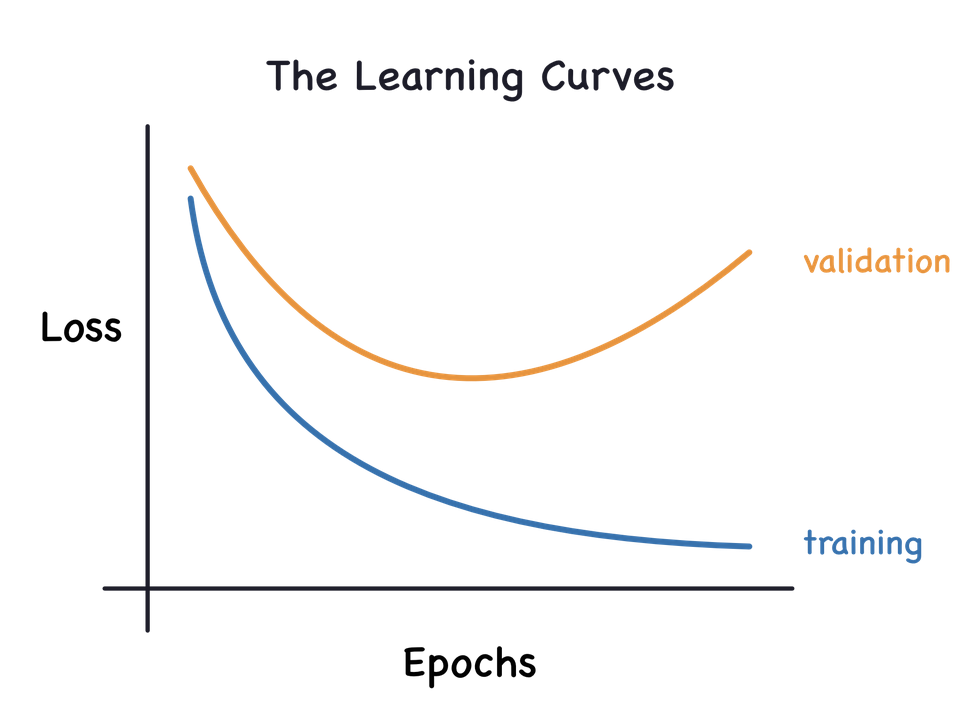 The Learning Curves
validation
Loss
training
Epochs